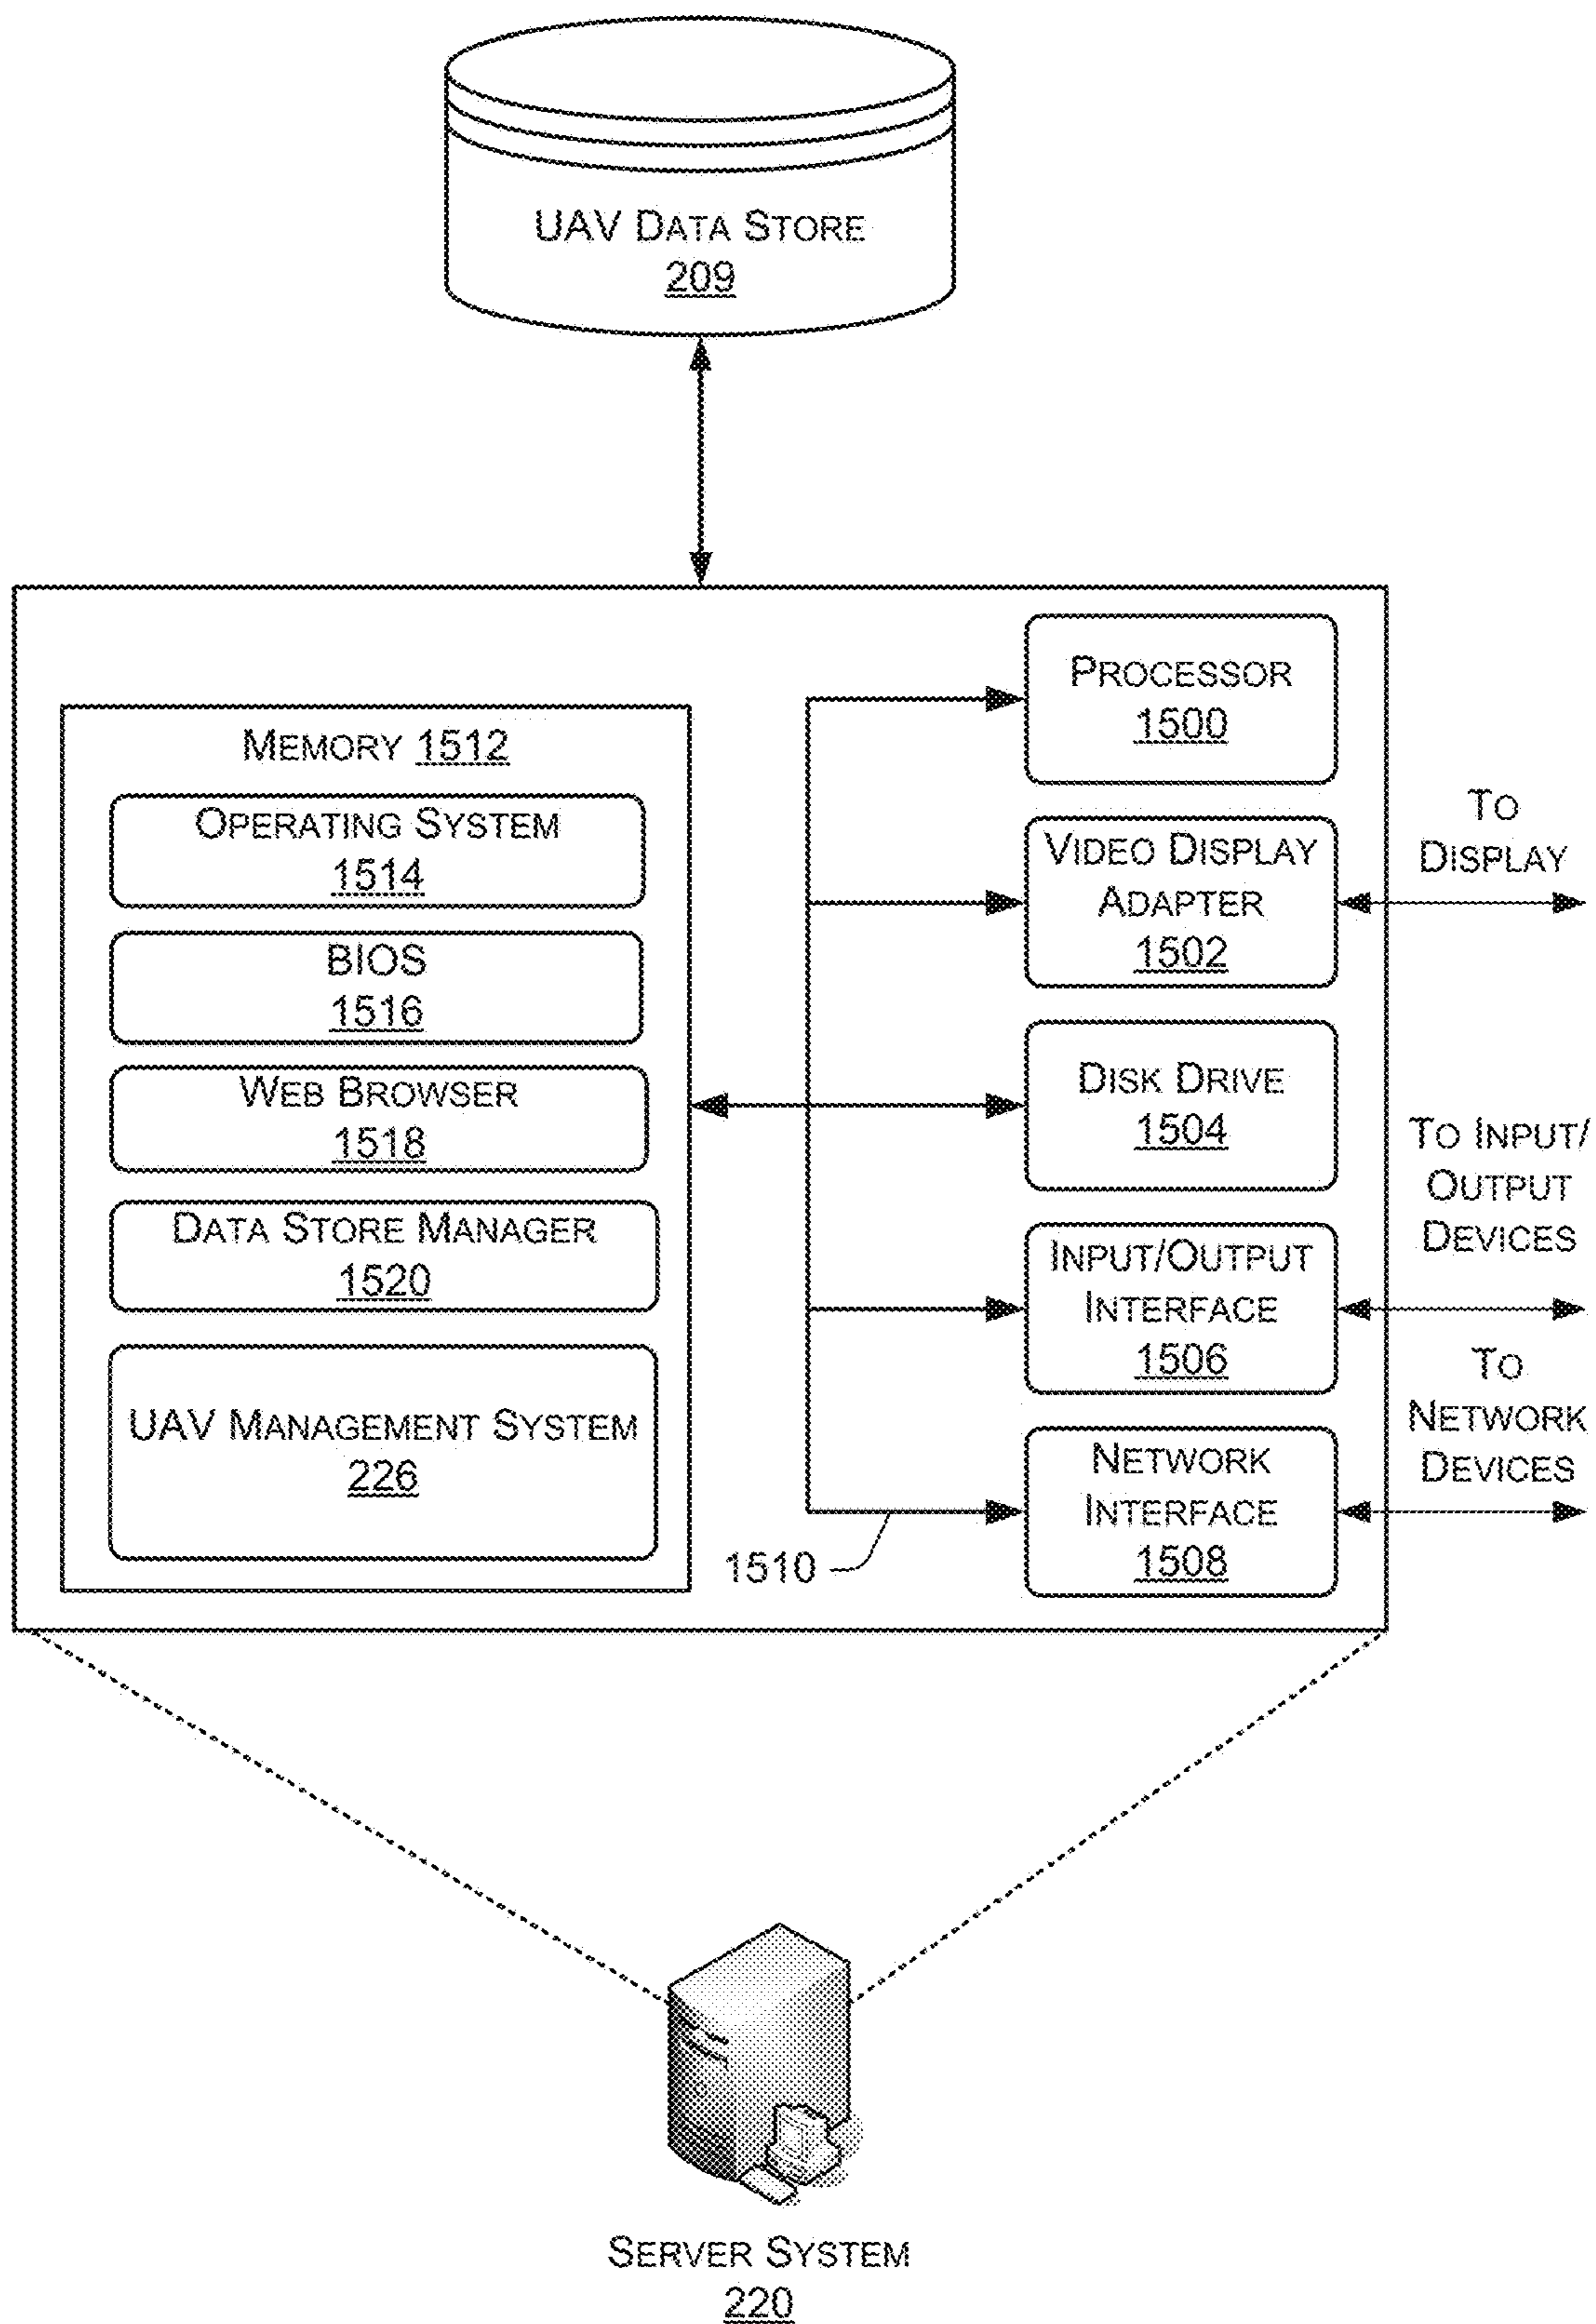 UAV DATA STORE
209
MEMORY 1512
OPERATING SYSTEM
1514
BIOS
1516
WEB BROWSER
1518
DATA STORE MANAGER
1520
UAV MANAGEMENT SYSTEM
226
PROCESSOR
1500
VIDEO DISPLAY
ADAPTER
1502
DISK DRIVE
1504
INPUT/OUTPUT
INTERFACE
1506
NETWORK
INTERFACE
1508
1510
TO
DISPLAY
TO INPUT/
OUTPUT
DEVICES
TO
NETWORK
DEVICES
SERVER SYSTEM
220